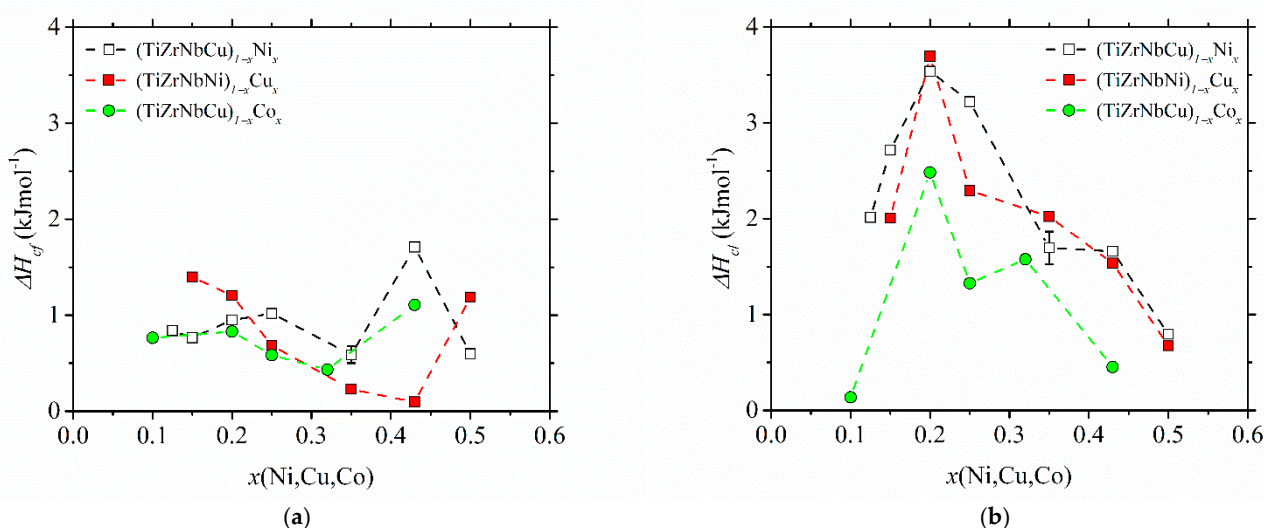 4
3
2
1
0
0.0 0.1 0.2 0.3 0.4 0.5 0.6
ΔH_cf (kJmol⁻¹)
x(Ni,Cu,Co)
(TiZrNbCu)₁₋ₓNiₓ
(TiZrNbNi)₁₋ₓCuₓ
(TiZrNbCu)₁₋ₓCoₓ
(a)
4
3
2
1
0
0.0 0.1 0.2 0.3 0.4 0.5 0.6
ΔH_cl (kJmol⁻¹)
x(Ni,Cu,Co)
(TiZrNbCu)₁₋ₓNiₓ
(TiZrNbNi)₁₋ₓCuₓ
(TiZrNbCu)₁₋ₓCoₓ
(b)